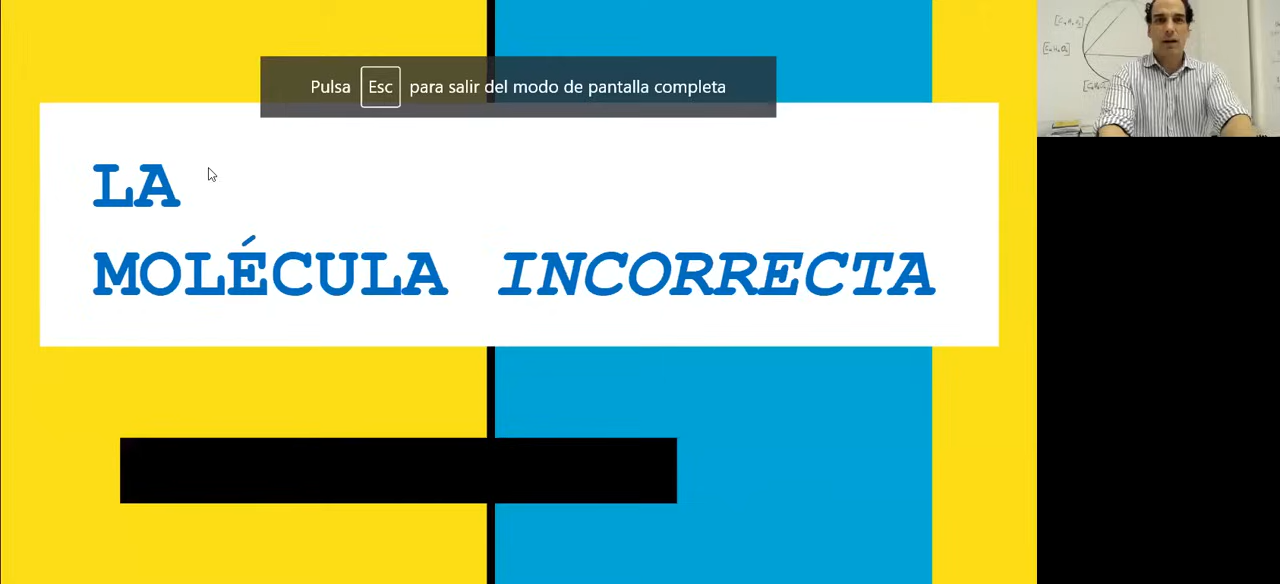 Pulsa Esc para salir del modo de pantalla completa
LA
MOLÉCULA INCORRECTA